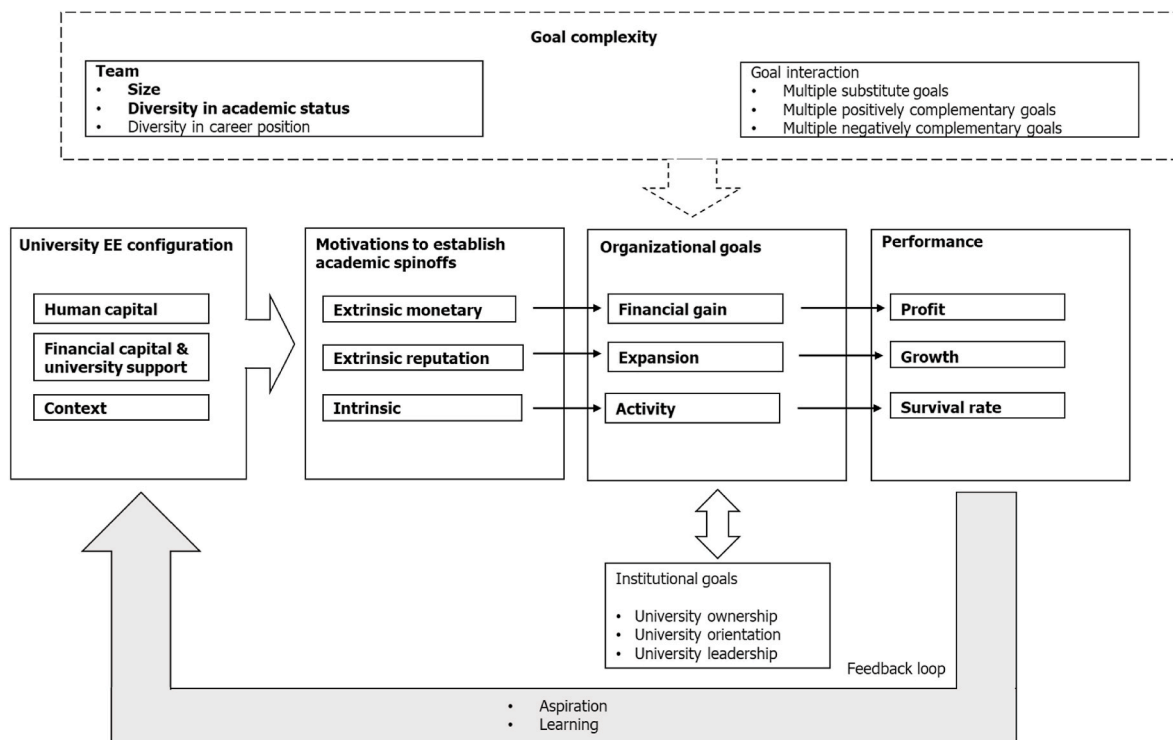 Goal complexity
Team
• Size
• Diversity in academic status
• Diversity in career position
Goal interaction
• Multiple substitute goals
• Multiple positively complementary goals
• Multiple negatively complementary goals
University EE configuration
Human capital
Financial capital &
university support
Context
Motivations to establish
academic spinoffs
Extrinsic monetary
Extrinsic reputation
Intrinsic
Organizational goals
Financial gain
Expansion
Activity
Performance
Profit
Growth
Survival rate
Institutional goals
• University ownership
• University orientation
• University leadership
Feedback loop
• Aspiration
• Learning